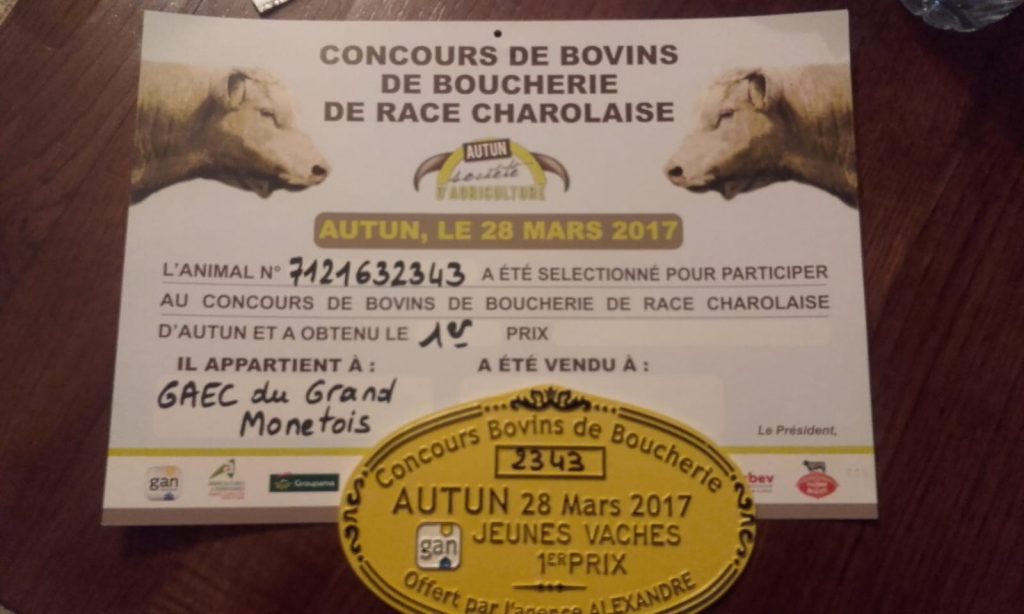 CONCOURS DE BOVINS
DE BOUCHERIE
DE RACE CHAROLAISE
AUTUN
société
D'AGRICULTURE
AUTUN, LE 28 MARS 2017
L'ANIMAL N° 7121632343 A ÉTÉ SELECTIONNÉ POUR PARTICIPER
AU CONCOURS DE BOVINS DE BOUCHERIE DE RACE CHAROLAISE
D'AUTUN ET A OBTENU LE 1er PRIX
IL APPARTIENT À : A ÉTÉ VENDU À :
GAEC du Grand
Monetois
Le Président,
gan
Groupama
Concours Bovins de Boucherie
2343
AUTUN 28 Mars 2017
gan
JEUNES VACHES
1ER PRIX
Offert par l'agence ALEXANDRE